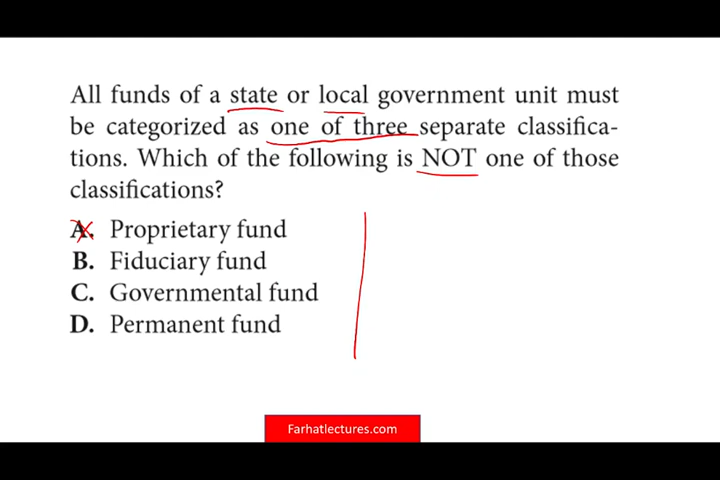 All funds of a state or local government unit must
be categorized as one of three separate classifica-
tions. Which of the following is NOT one of those
classifications?
A. Proprietary fund
B. Fiduciary fund
C. Governmental fund
D. Permanent fund
Farhatlectures.com